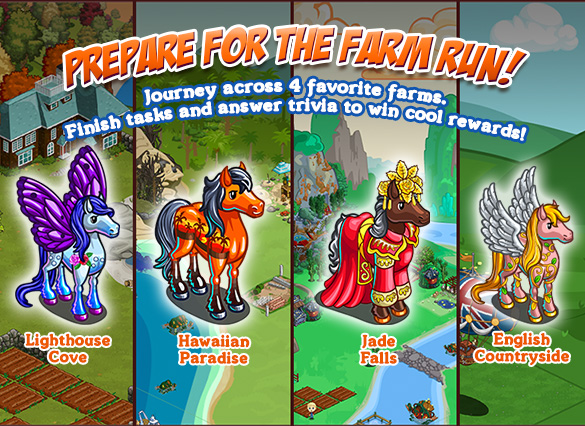 PREPARE FOR THE FARM RUN!
Journey across 4 favorite farms.
Finish tasks and answer trivia to win cool rewards!
Lighthouse
Cove
Hawaiian
Paradise
Jade
Falls
English
Countryside